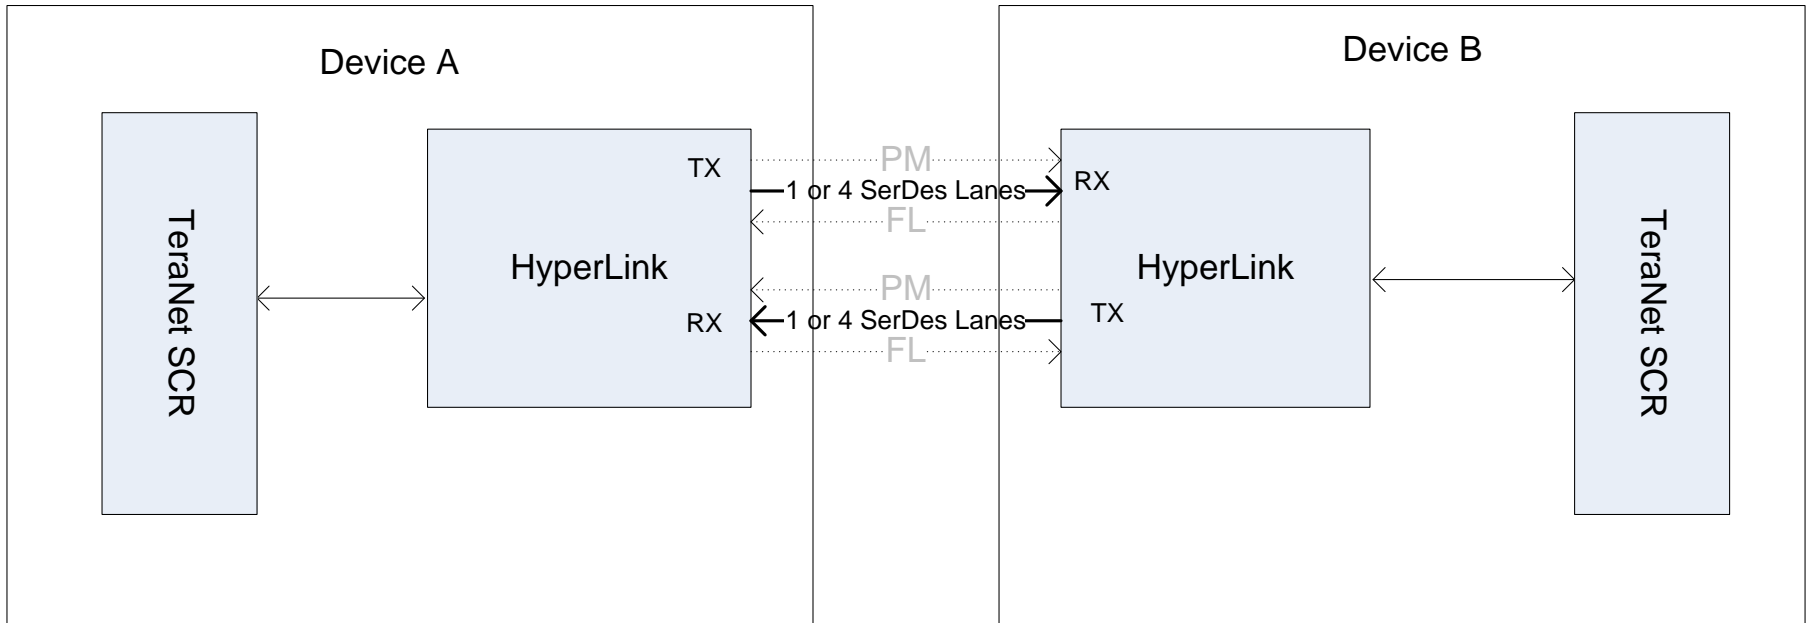 Device A
Device B
TeraNet SCR
HyperLink
TX
RX
PM
1 or 4 SerDes Lanes
FL
PM
1 or 4 SerDes Lanes
FL
RX
HyperLink
TX
TeraNet SCR